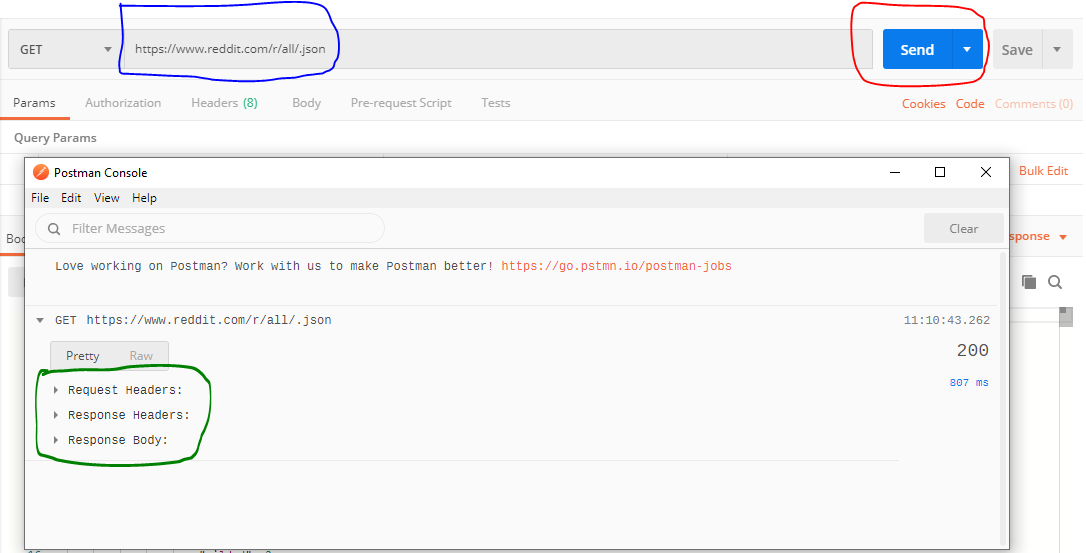 GET https://www.reddit.com/r/all/.json Send Save
Params Authorization Headers (8) Body Pre-request Script Tests Cookies Code Comments (0)
Query Params
Postman Console
Bulk Edit
File Edit View Help
Filter Messages Clear
Love working on Postman? Work with us to make Postman better! https://go.pstmn.io/postman-jobs
GET https://www.reddit.com/r/all/.json 11:10:43.262
Pretty Raw 200
Request Headers: 807 ms
Response Headers:
Response Body: